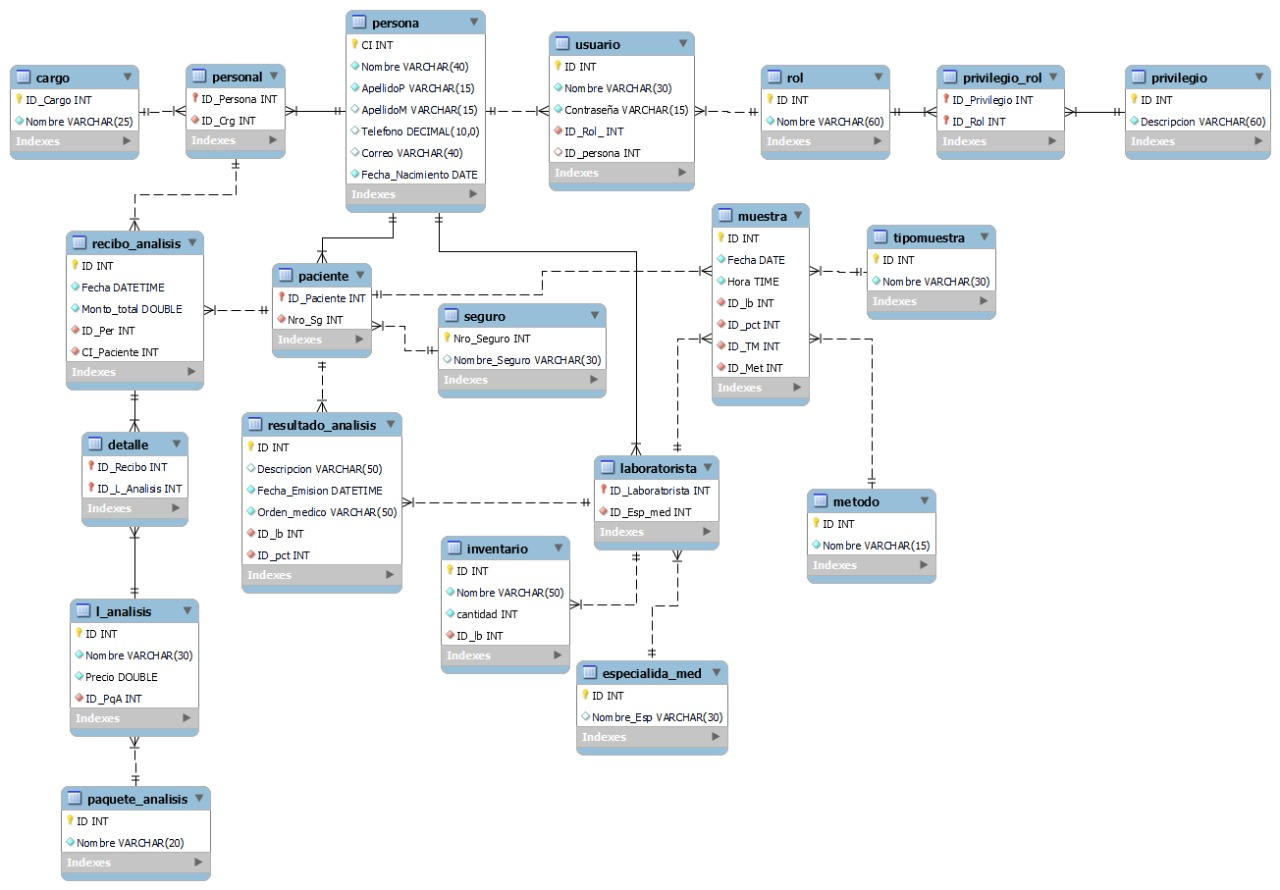 cargo
ID_Cargo INT
Nombre VARCHAR(25)
Indexes
personal
ID_Persona INT
ID_Crg INT
Indexes
persona
CI INT
Nombre VARCHAR(40)
ApellidoP VARCHAR(15)
ApellidoM VARCHAR(15)
Telefono DECIMAL(10,0)
Correo VARCHAR(40)
Fecha_Nacimiento DATE
Indexes
usuario
ID INT
Nombre VARCHAR(30)
Contraseña VARCHAR(15)
ID_Rol_ INT
ID_persona INT
Indexes
rol
ID INT
Nombre VARCHAR(60)
Indexes
privilegio_rol
ID_Privilegio INT
ID_Rol INT
Indexes
privilegio
ID INT
Descripcion VARCHAR(60)
Indexes
recibo_analisis
ID INT
Fecha DATETIME
Monto_total DOUBLE
ID_Per INT
CI_Paciente INT
Indexes
paciente
ID_Paciente INT
Nro_Sg INT
Indexes
seguro
Nro_Seguro INT
Nombre_Seguro VARCHAR(30)
Indexes
muestra
ID INT
Fecha DATE
Hora TIME
ID_lb INT
ID_pct INT
ID_TM INT
ID_Met INT
Indexes
tipomuestra
ID INT
Nombre VARCHAR(30)
Indexes
detalle
ID_Recibo INT
ID_L_Analisis INT
Indexes
resultado_analisis
ID INT
Descripcion VARCHAR(50)
Fecha_Emision DATETIME
Orden_medico VARCHAR(50)
ID_lb INT
ID_pct INT
Indexes
laboratorista
ID_Laboratorista INT
ID_Esp_med INT
Indexes
metodo
ID INT
Nombre VARCHAR(15)
Indexes
inventario
ID INT
Nombre VARCHAR(50)
cantidad INT
ID_lb INT
Indexes
l_analisis
ID INT
Nombre VARCHAR(30)
Precio DOUBLE
ID_PqA INT
Indexes
especialida_med
ID INT
Nombre_Esp VARCHAR(30)
Indexes
paquete_analisis
ID INT
Nombre VARCHAR(20)
Indexes